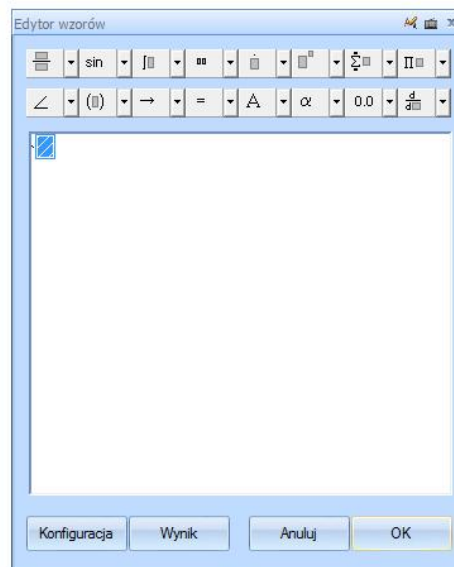 Edytor wzorów
sin ∫ Σ Π
∠ () → = A α 0.0 d/d
Konfiguracja Wynik Anuluj OK